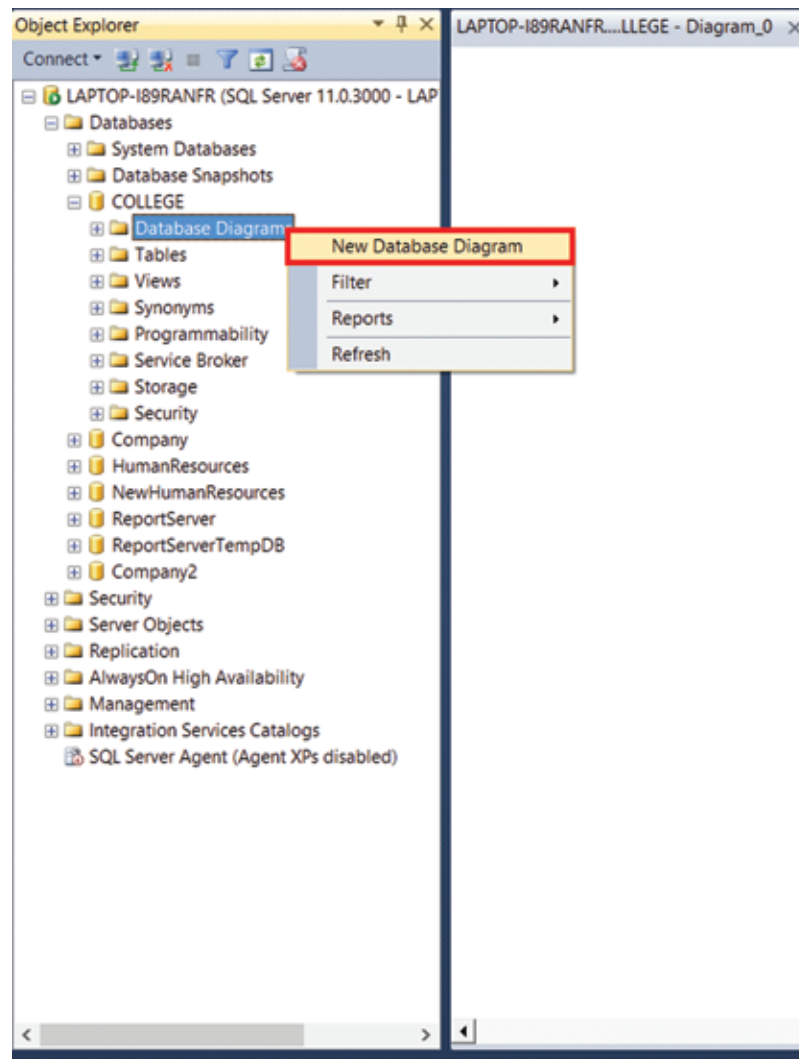 Object Explorer
LAPTOP-I89RANFR....LLEGE - Diagram_0
Connect
LAPTOP-I89RANFR (SQL Server 11.0.3000 - LAP
Databases
System Databases
Database Snapshots
COLLEGE
Database Diagrams
New Database Diagram
Tables
Views
Filter
Synonyms
Reports
Programmability
Service Broker
Refresh
Storage
Security
Company
HumanResources
NewHumanResources
ReportServer
ReportServerTempDB
Company2
Security
Server Objects
Replication
AlwaysOn High Availability
Management
Integration Services Catalogs
SQL Server Agent (Agent XPs disabled)